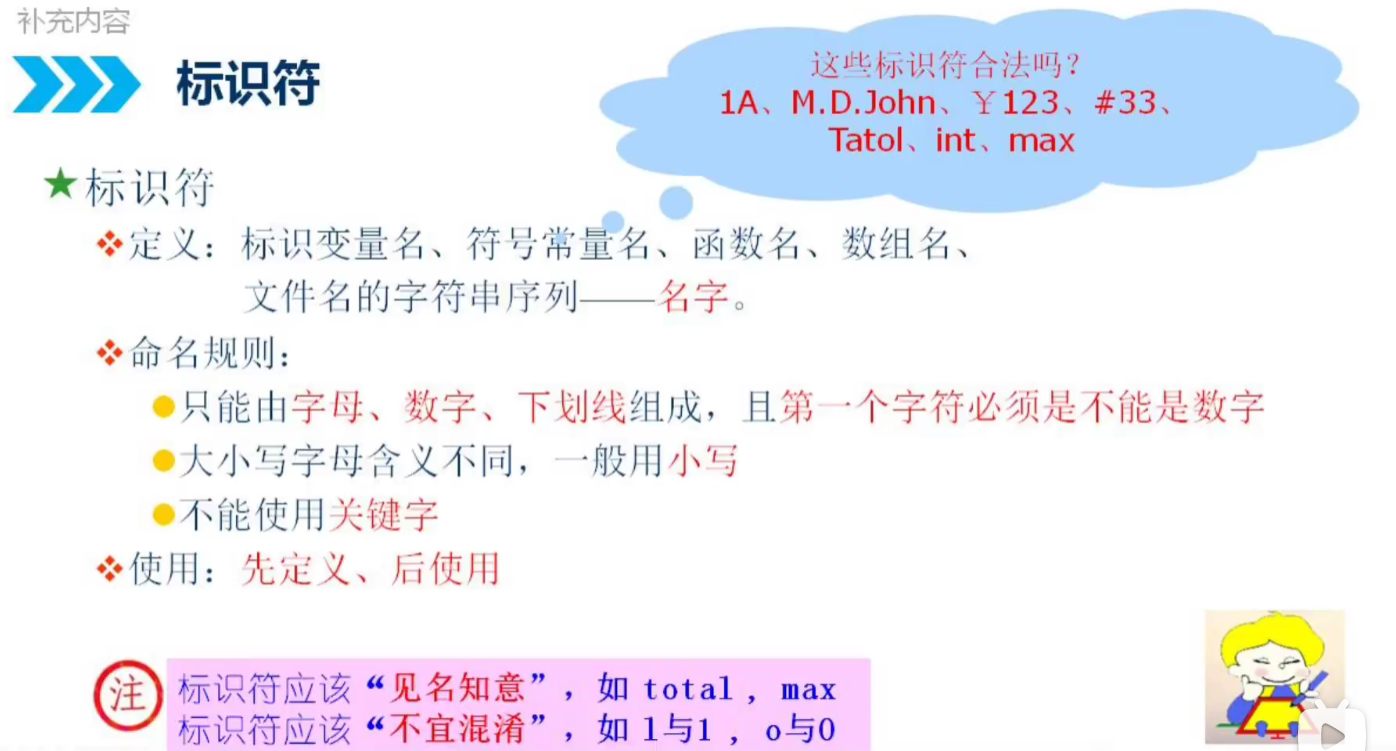 补充内容
标识符
这些标识符合法吗？
1A、M.D.John、￥123、#33、
Tatol、int、max
标识符
定义：标识变量名、符号常量名、函数名、数组名、
文件名的字符串序列——名字。
命名规则：
只能由字母、数字、下划线组成，且第一个字符必须是不能是数字
大小写字母含义不同，一般用小写
不能使用关键字
使用：先定义、后使用
注
标识符应该“见名知意”，如 total , max
标识符应该“不宜混淆”，如 l与1 , o与0